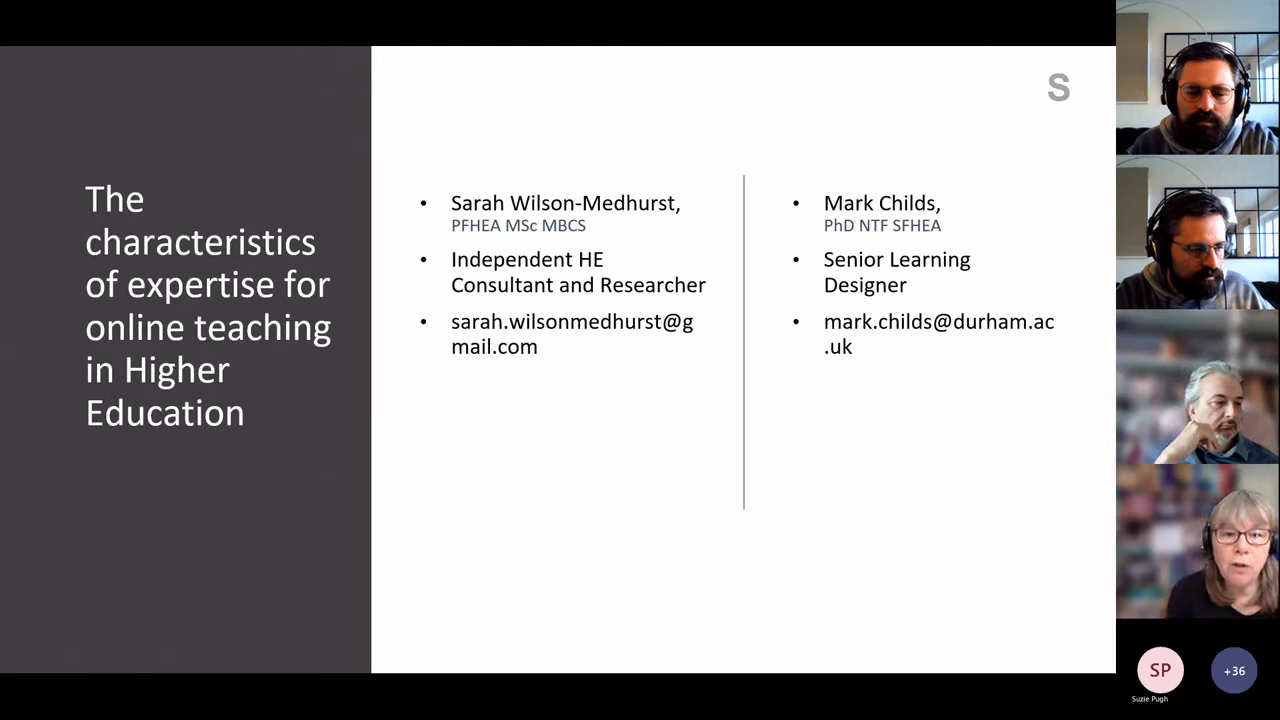 The
characteristics
of expertise for
online teaching
in Higher
Education
S
• Sarah Wilson-Medhurst,
PFHEA MSc MBCS
• Independent HE
Consultant and Researcher
• sarah.wilsonmedhurst@g
mail.com
• Mark Childs,
PhD NTF SFHEA
• Senior Learning
Designer
• mark.childs@durham.ac
.uk
SP
Suzie Pugh
+36